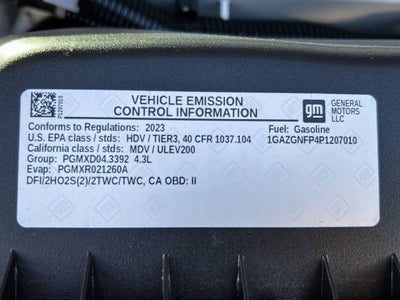 VEHICLE EMISSION
CONTROL INFORMATION
gm
GENERAL
MOTORS
LLC
Conforms to Regulations: 2023
Fuel: Gasoline
U.S. EPA class / stds: HDV / TIER3, 40 CFR 1037.104
1GAZGNFP4P1207010
California class / stds: MDV / ULEV200
Group: PGMXD04.3392 4.3L
Evap: PGMXR021260A
DFI/2HO2S(2)/2TWC/TWC, CA OBD: II